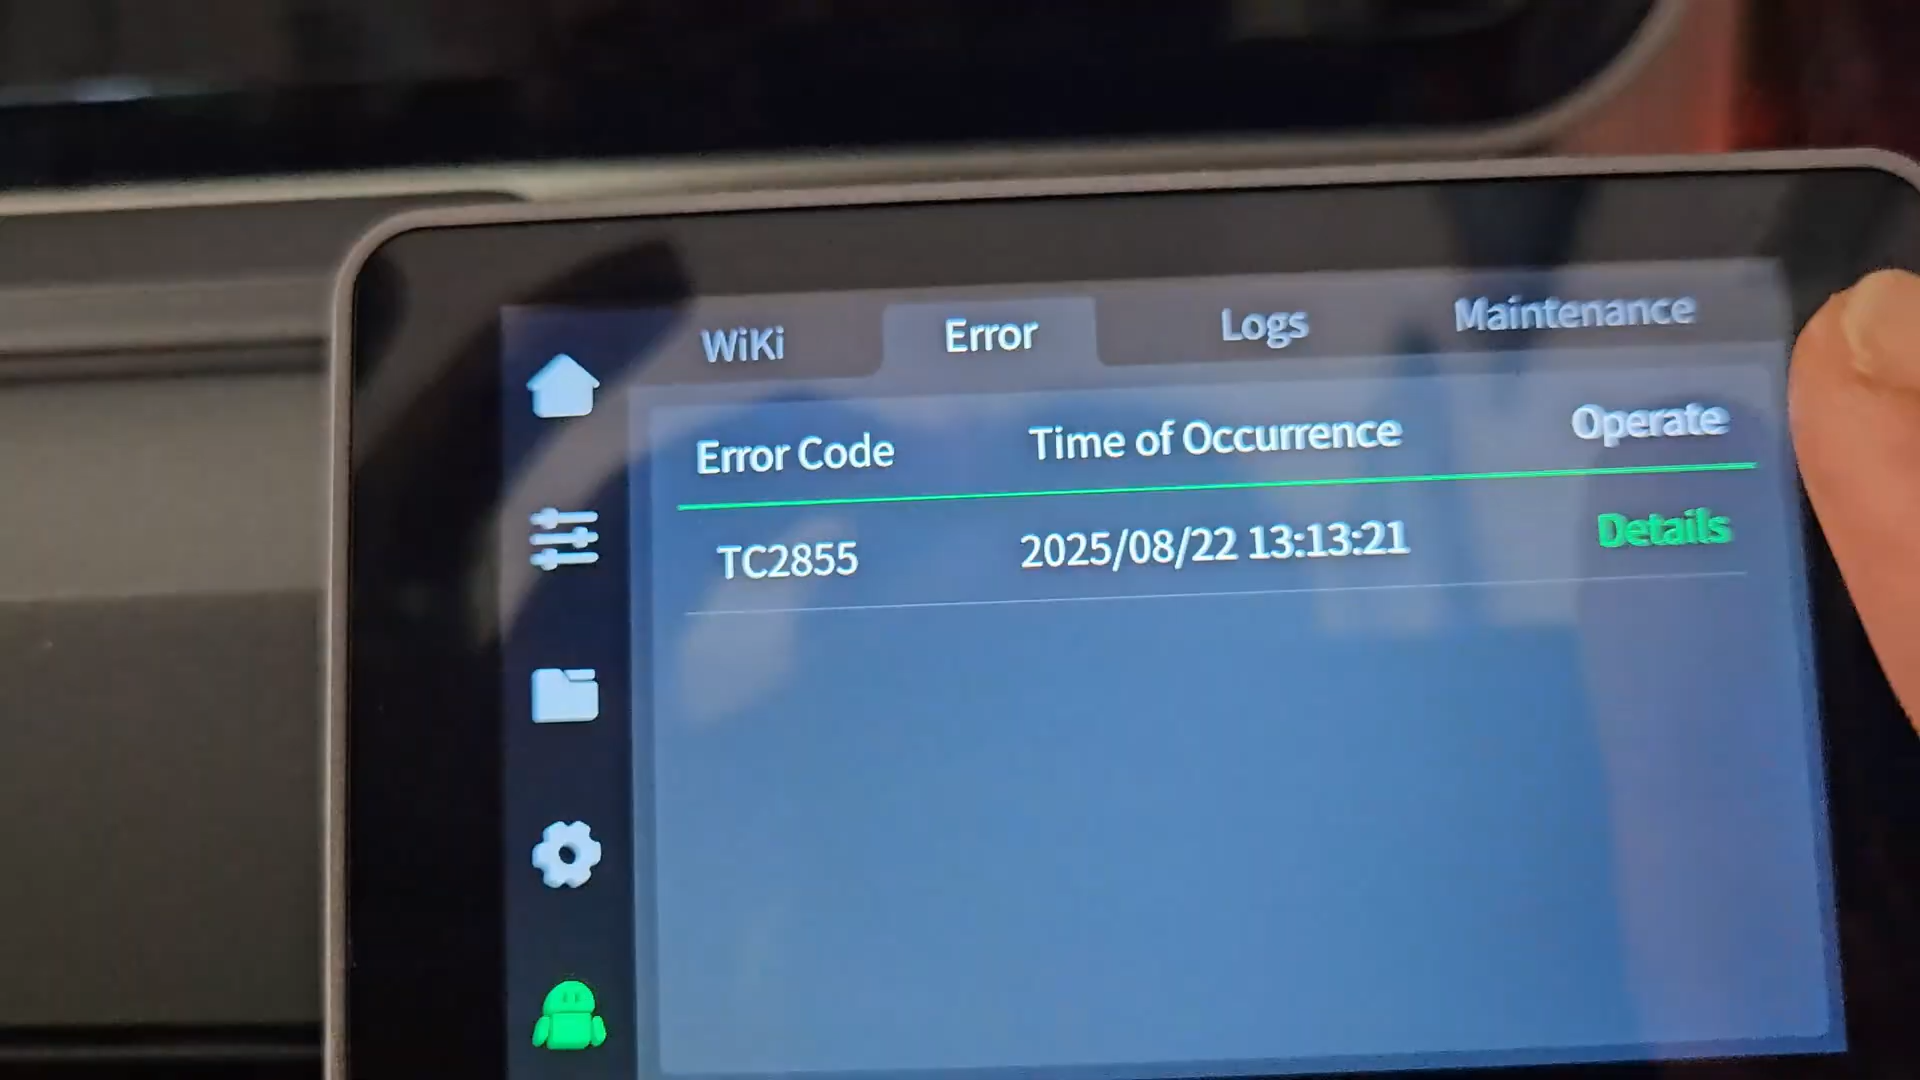 WiKi Error Logs Maintenance
Error Code Time of Occurrence Operate
TC2855 2025/08/22 13:13:21 Details